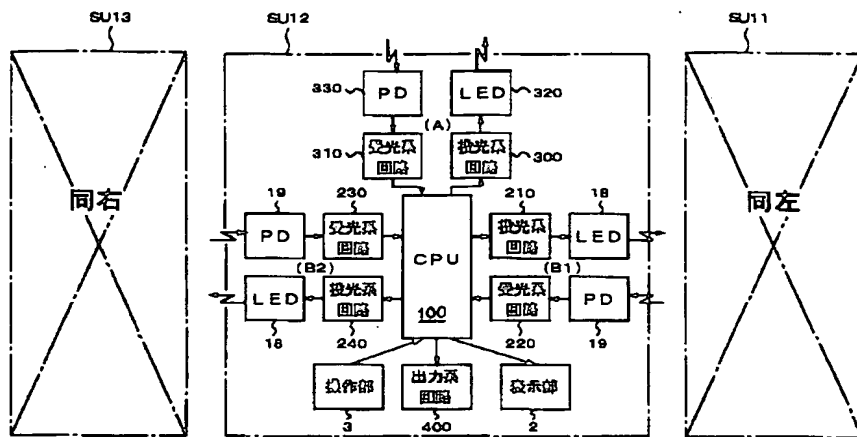 SU13
SU12
SU11
330
PD
LED
320
(A)
310
受光系
回路
投光系
回路
300
同右
同左
19
230
210
18
PD
受光系
回路
CPU
投光系
回路
LED
(B2)
(B1)
LED
投光系
回路
100
受光系
回路
PD
18
240
220
19
操作部
出力系
回路
表示部
3
400
2